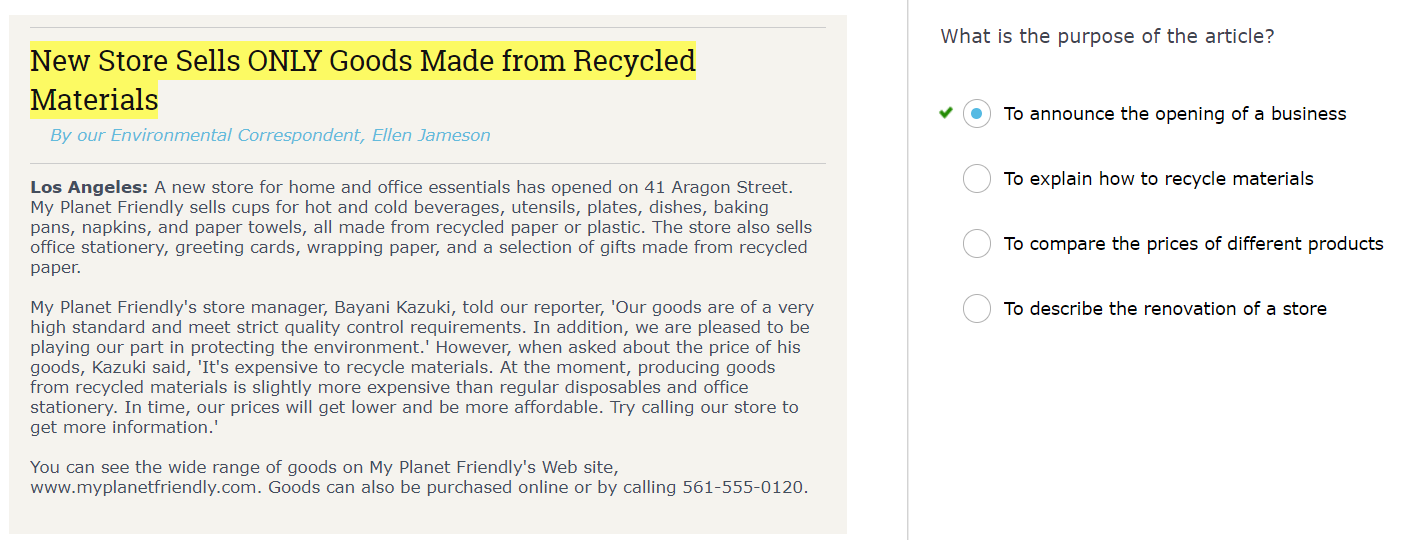 New Store Sells ONLY Goods Made from Recycled
Materials
By our Environmental Correspondent, Ellen Jameson
Los Angeles: A new store for home and office essentials has opened on 41 Aragon Street.
My Planet Friendly sells cups for hot and cold beverages, utensils, plates, dishes, baking
pans, napkins, and paper towels, all made from recycled paper or plastic. The store also sells
office stationery, greeting cards, wrapping paper, and a selection of gifts made from recycled
paper.
My Planet Friendly's store manager, Bayani Kazuki, told our reporter, 'Our goods are of a very
high standard and meet strict quality control requirements. In addition, we are pleased to be
playing our part in protecting the environment.' However, when asked about the price of his
goods, Kazuki said, 'It's expensive to recycle materials. At the moment, producing goods
from recycled materials is slightly more expensive than regular disposables and office
stationery. In time, our prices will get lower and be more affordable. Try calling our store to
get more information.'
You can see the wide range of goods on My Planet Friendly's Web site,
www.myplanetfriendly.com. Goods can also be purchased online or by calling 561-555-0120.
What is the purpose of the article?
To announce the opening of a business
To explain how to recycle materials
To compare the prices of different products
To describe the renovation of a store